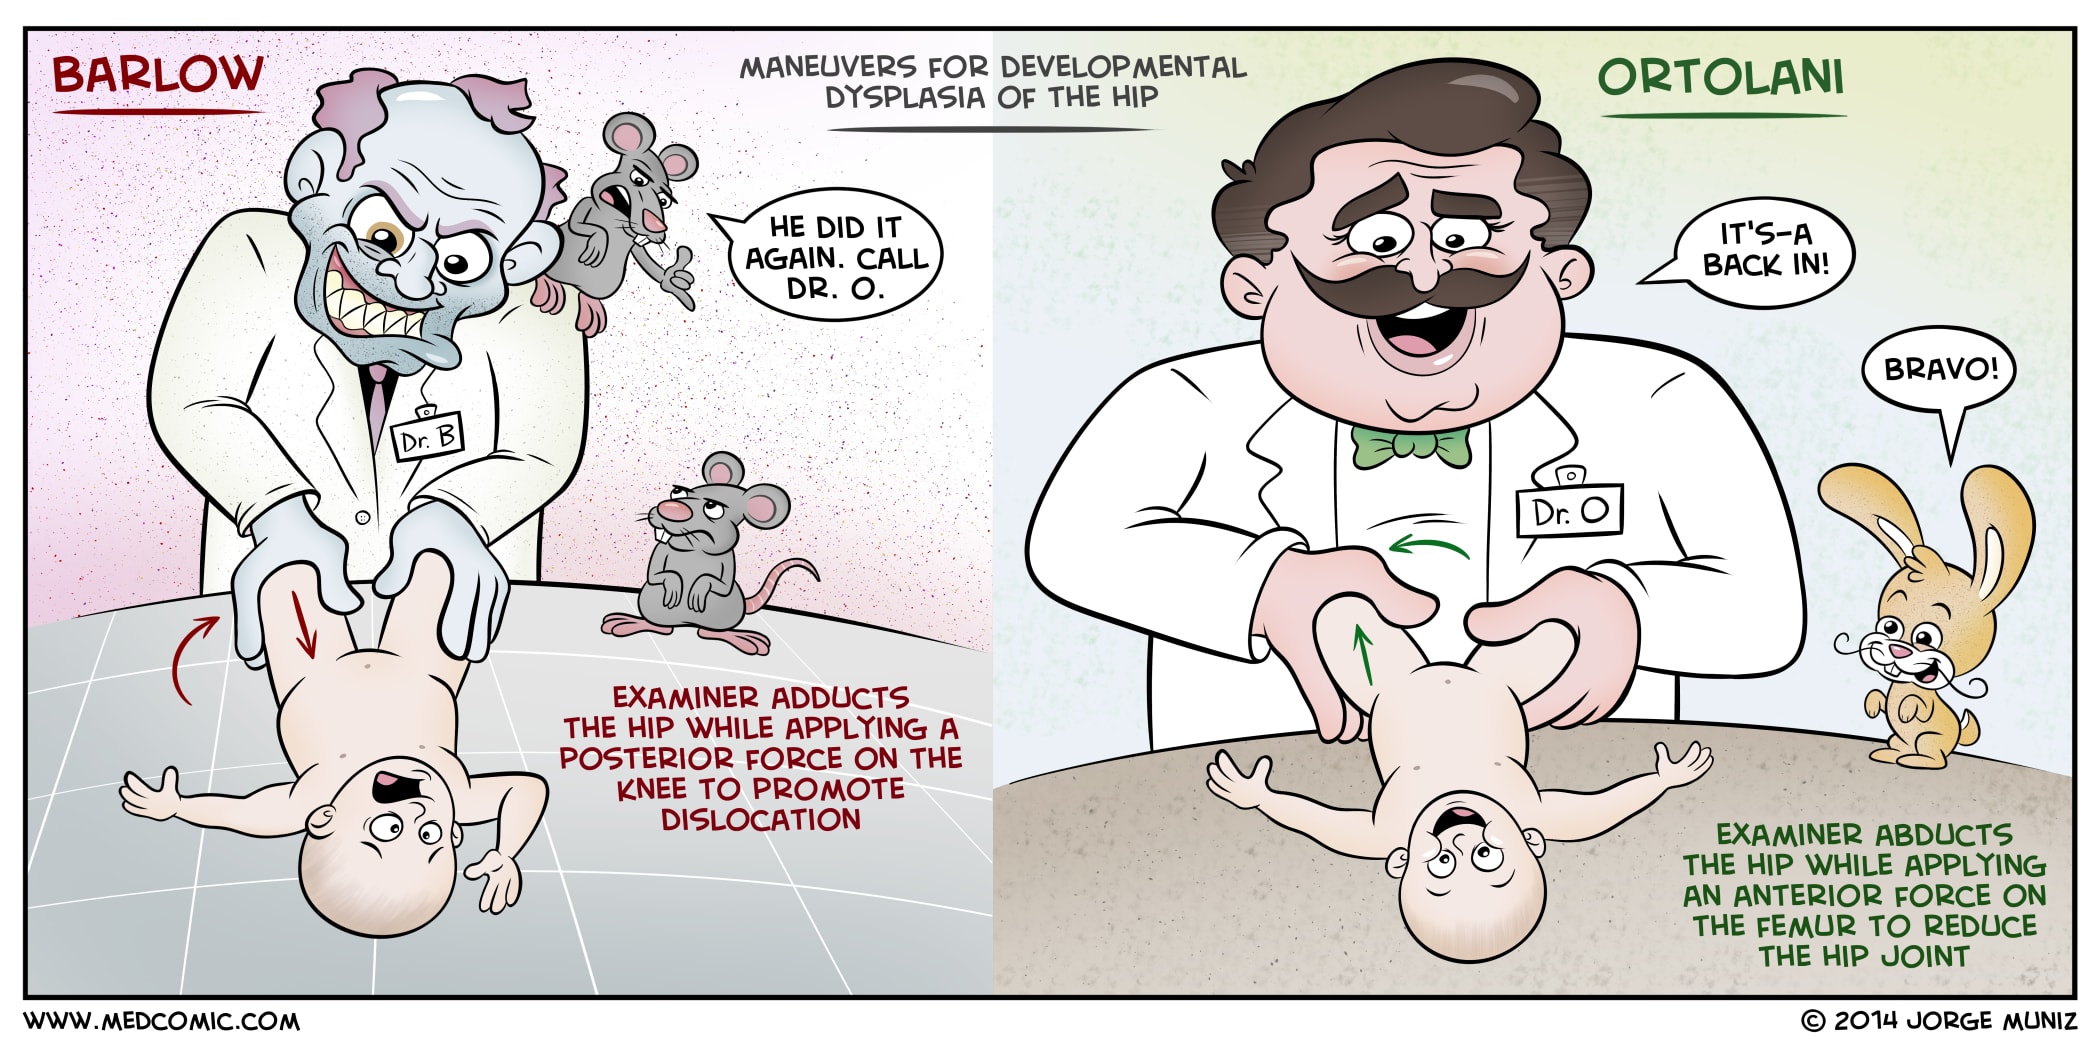 BARLOW
MANEUVERS FOR DEVELOPMENTAL
DYSPLASIA OF THE HIP
ORTOLANI
HE DID IT
AGAIN. CALL
DR. O.
Dr. B
EXAMINER ADDUCTS
THE HIP WHILE APPLYING A
POSTERIOR FORCE ON THE
KNEE TO PROMOTE
DISLOCATION
IT'S-A
BACK IN!
BRAVO!
Dr. O
EXAMINER ABDUCTS
THE HIP WHILE APPLYING
AN ANTERIOR FORCE ON
THE FEMUR TO REDUCE
THE HIP JOINT
WWW.MEDCOMIC.COM
© 2014 JORGE MUNIZ